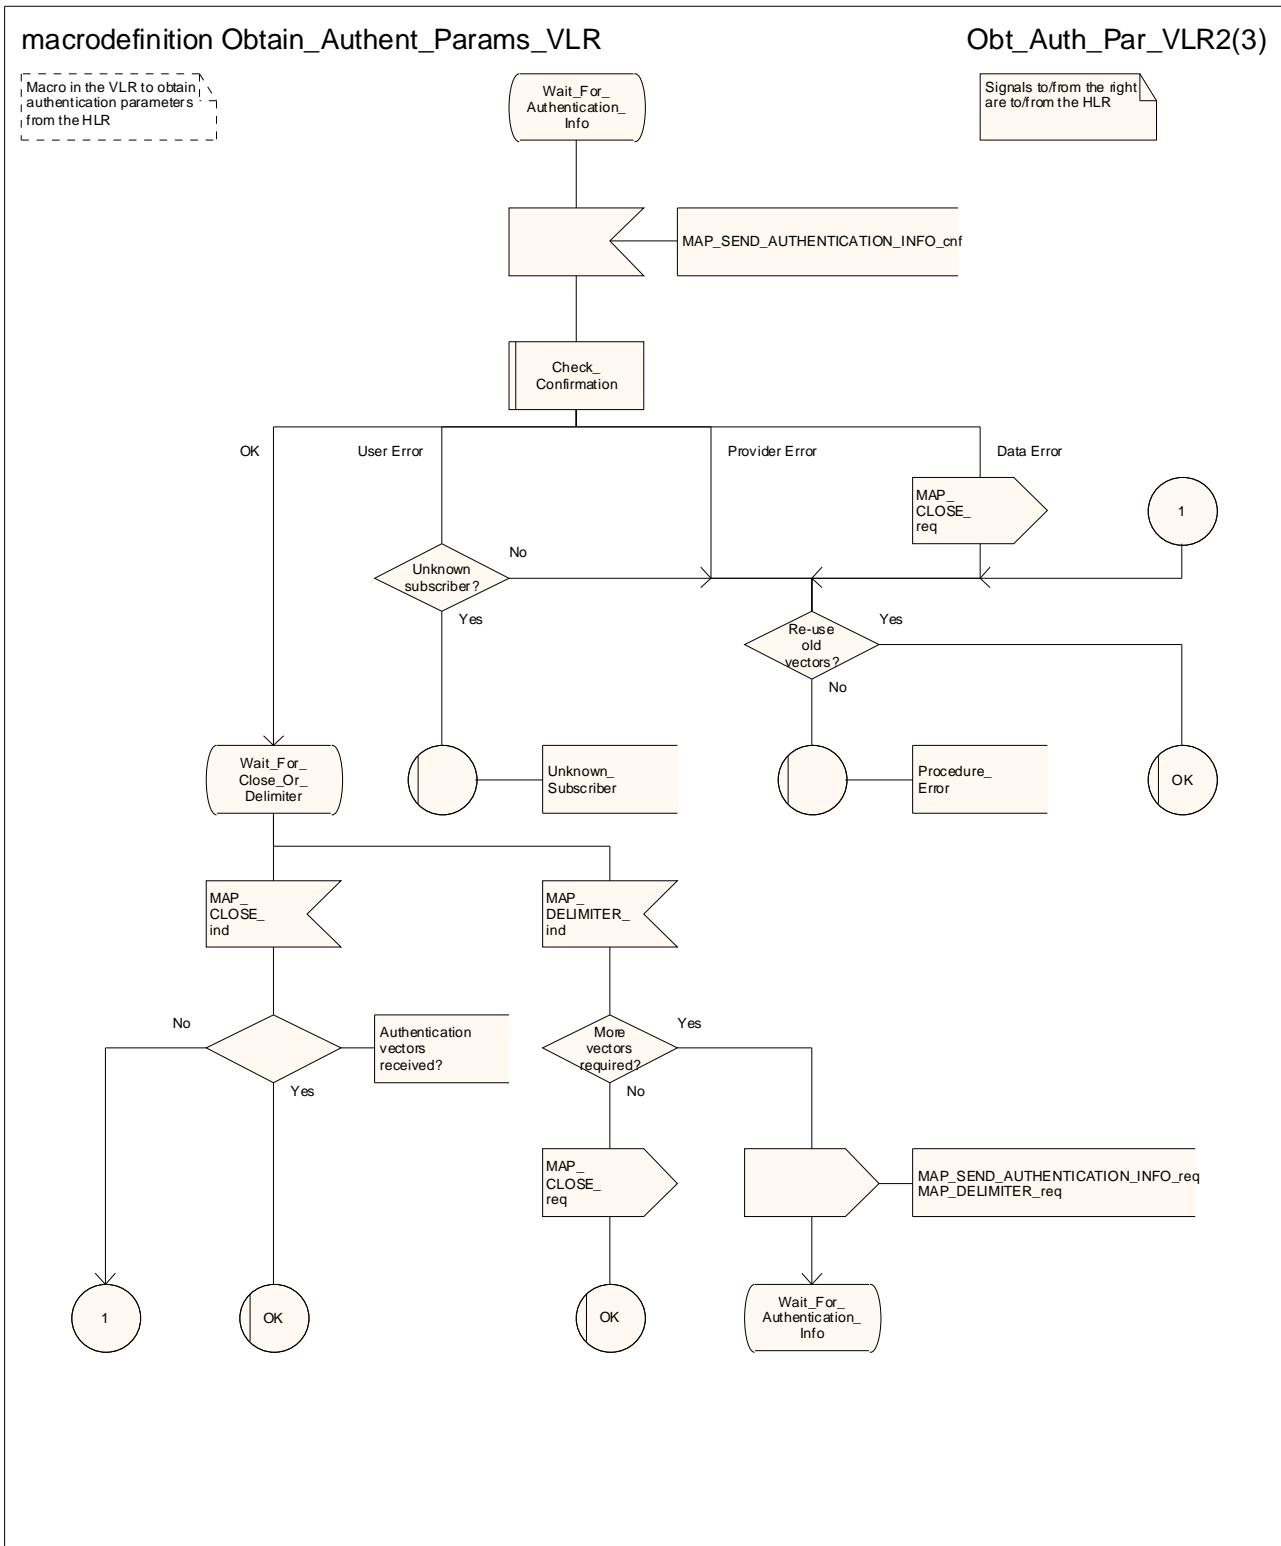 macrodefinition Obtain_Authent_Params_VLR
Obt_Auth_Par_VLR2(3)
Macro in the VLR to obtain
authentication parameters
from the HLR
Wait_For_
Authentication_
Info
Signals to/from the right
are to/from the HLR
MAP_SEND_AUTHENTICATION_INFO_cnf
Check_
Confirmation
OK
User Error
Provider Error
Data Error
MAP_
CLOSE_
req
1
Unknown
subscriber?
No
Yes
Re-use
old
vectors?
Yes
No
Wait_For_
Close_Or_
Delimiter
Unknown_
Subscriber
Procedure_
Error
OK
MAP_
CLOSE_
ind
MAP_
DELIMITER_
ind
No
Authentication
vectors
received?
Yes
More
vectors
required?
Yes
No
MAP_
CLOSE_
req
MAP_SEND_AUTHENTICATION_INFO_req
MAP_DELIMITER_req
1
OK
OK
Wait_For_
Authentication_
Info